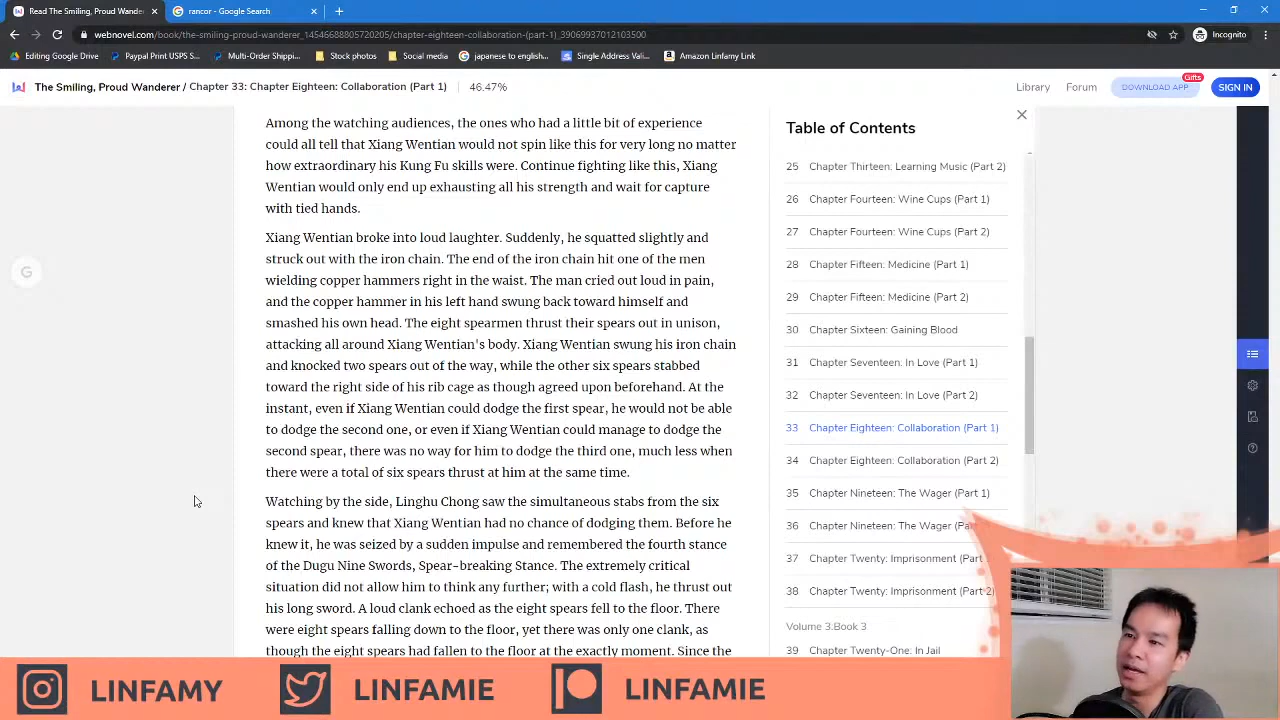 Read The Smiling, Proud Wande
rancor - Google Search
webnovel.com/book/the-smiling-proud-wanderer_14546688805720205/chapter-eighteen-collaboration-(part-1)_39069937012103500
Incognito
Editing Google Drive
Paypal Print USPS S...
Multi-Order Shippi...
Stock photos
Social media
japanese to english...
Single Address Vali...
Amazon Linfamy Link
The Smiling, Proud Wanderer / Chapter 33: Chapter Eighteen: Collaboration (Part 1)
46.47%
Library
Forum
DOWNLOAD APP
Gifts
SIGN IN
Among the watching audiences, the ones who had a little bit of experience
could all tell that Xiang Wentian would not spin like this for very long no matter
how extraordinary his Kung Fu skills were. Continue fighting like this, Xiang
Wentian would only end up exhausting all his strength and wait for capture
with tied hands.
Xiang Wentian broke into loud laughter. Suddenly, he squatted slightly and
struck out with the iron chain. The end of the iron chain hit one of the men
wielding copper hammers right in the waist. The man cried out loud in pain,
and the copper hammer in his left hand swung back toward himself and
smashed his own head. The eight spearmen thrust their spears out in unison,
attacking all around Xiang Wentian's body. Xiang Wentian swung his iron chain
and knocked two spears out of the way, while the other six spears stabbed
toward the right side of his rib cage as though agreed upon beforehand. At the
instant, even if Xiang Wentian could dodge the first spear, he would not be able
to dodge the second one, or even if Xiang Wentian could manage to dodge the
second spear, there was no way for him to dodge the third one, much less when
there were a total of six spears thrust at him at the same time.
Watching by the side, Linghu Chong saw the simultaneous stabs from the six
spears and knew that Xiang Wentian had no chance of dodging them. Before he
knew it, he was seized by a sudden impulse and remembered the fourth stance
of the Dugu Nine Swords, Spear-breaking Stance. The extremely critical
situation did not allow him to think any further; with a cold flash, he thrust out
his long sword. A loud clank echoed as the eight spears fell to the floor. There
were eight spears falling down to the floor, yet there was only one clank, as
though the eight spears had fallen to the floor at the exactly moment. Since the
Table of Contents
25 Chapter Thirteen: Learning Music (Part 2)
26 Chapter Fourteen: Wine Cups (Part 1)
27 Chapter Fourteen: Wine Cups (Part 2)
28 Chapter Fifteen: Medicine (Part 1)
29 Chapter Fifteen: Medicine (Part 2)
30 Chapter Sixteen: Gaining Blood
31 Chapter Seventeen: In Love (Part 1)
32 Chapter Seventeen: In Love (Part 2)
33 Chapter Eighteen: Collaboration (Part 1)
34 Chapter Eighteen: Collaboration (Part 2)
35 Chapter Nineteen: The Wager (Part 1)
36 Chapter Nineteen: The Wager (Pa
37 Chapter Twenty: Imprisonment (Part
38 Chapter Twenty: Imprisonment (Part 2)
Volume 3:Book 3
39 Chapter Twenty-One: In Jail
LINFAMY
LINFAMIE
LINFAMIE